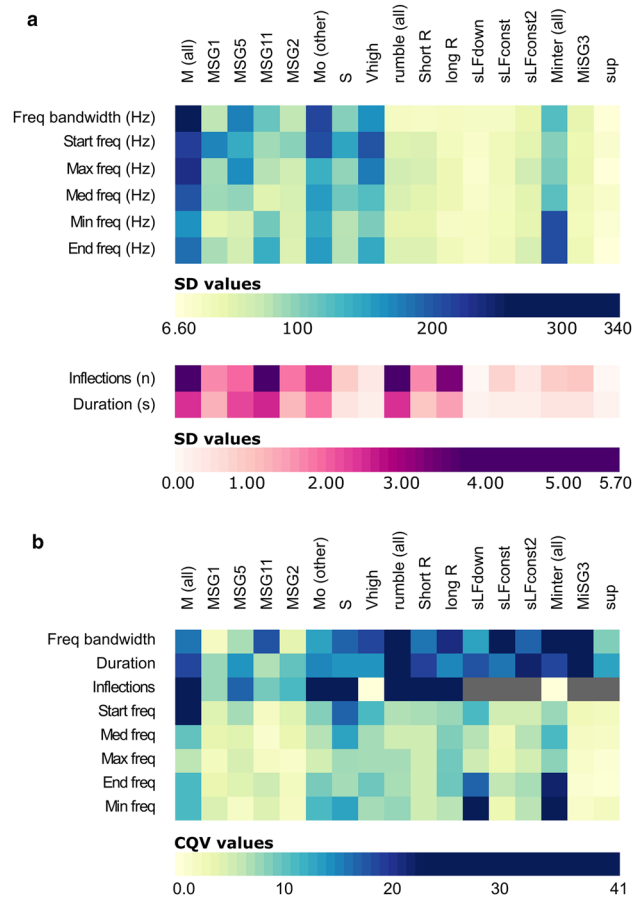 a
M (all) MSG1 MSG5 MSG11 MSG2 Mo (other) S Vhigh rumble (all) Short R long R sLFdown sLFconst sLFconst2 Minter (all) MiSG3 sup
Freq bandwidth (Hz)
Start freq (Hz)
Max freq (Hz)
Med freq (Hz)
Min freq (Hz)
End freq (Hz)
SD values
6.60 100 200 300 340
Inflections (n)
Duration (s)
SD values
0.00 1.00 2.00 3.00 4.00 5.00 5.70
b
M (all) MSG1 MSG5 MSG11 MSG2 Mo (other) S Vhigh rumble (all) Short R long R sLFdown sLFconst sLFconst2 Minter (all) MiSG3 sup
Freq bandwidth
Duration
Inflections
Start freq
Med freq
Max freq
End freq
Min freq
CQV values
0.0 10 20 30 41